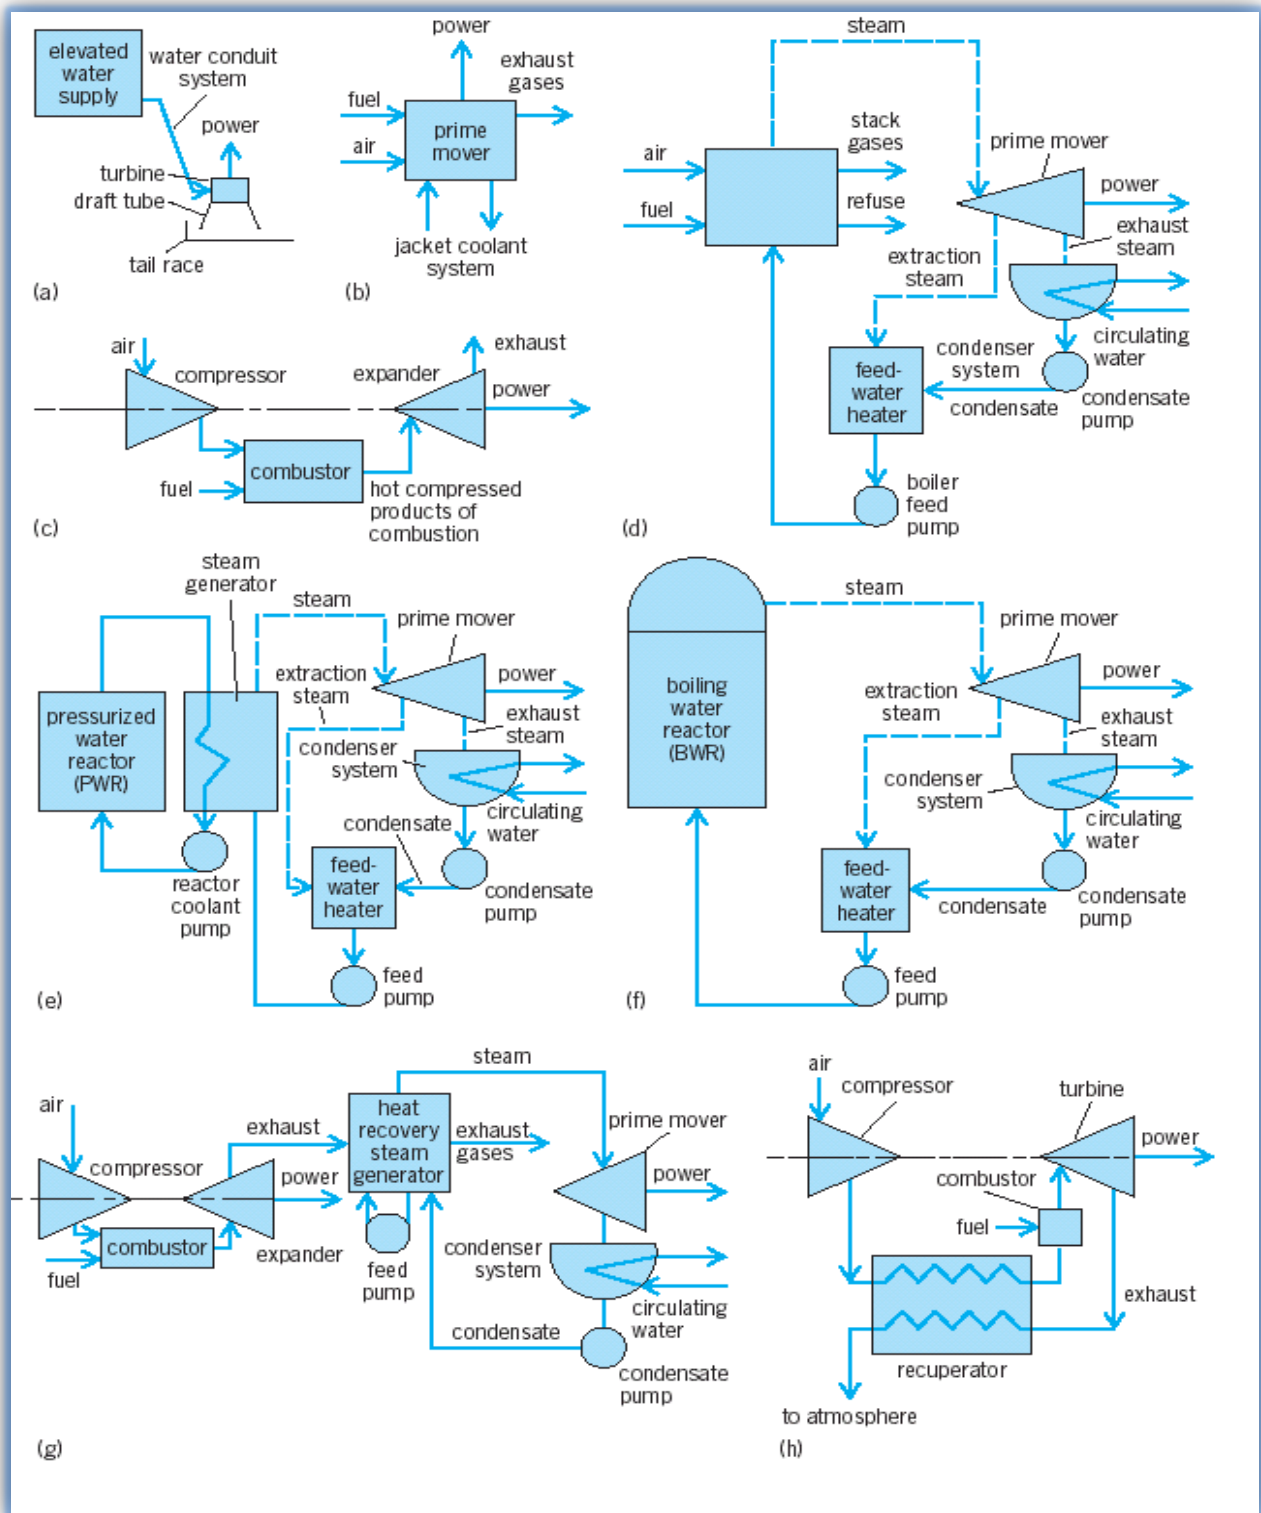 elevated
water
supply
water conduit
system
power
turbine
draft tube
tail race
(a)
power
exhaust
gases
fuel
air
prime
mover
jacket coolant
system
(b)
steam
air
fuel
stack
gases
refuse
prime mover
power
exhaust
steam
extraction
steam
circulating
water
condenser
system
feed-
water
heater
condensate
condensate
pump
boiler
feed
pump
(d)
air
compressor
expander
exhaust
power
combustor
fuel
hot compressed
products of
combustion
(c)
steam
generator
steam
prime mover
power
extraction
steam
exhaust
steam
pressurized
water
reactor
(PWR)
condenser
system
circulating
water
condensate
feed-
water
heater
condensate
pump
reactor
coolant
pump
feed
pump
(e)
steam
prime mover
power
boiling
water
reactor
(BWR)
extraction
steam
exhaust
steam
condenser
system
circulating
water
feed-
water
heater
condensate
condensate
pump
feed
pump
(f)
steam
air
compressor
exhaust
heat
recovery
steam
generator
exhaust
gases
prime mover
power
power
combustor
expander
fuel
feed
pump
condenser
system
circulating
water
condensate
condensate
pump
(g)
air
compressor
turbine
power
combustor
fuel
exhaust
recuperator
to atmosphere
(h)